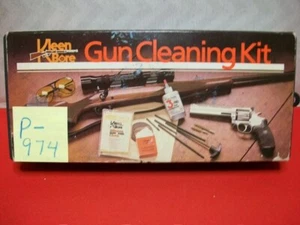 Kleen Bore
Gun Cleaning Kit
P-
974